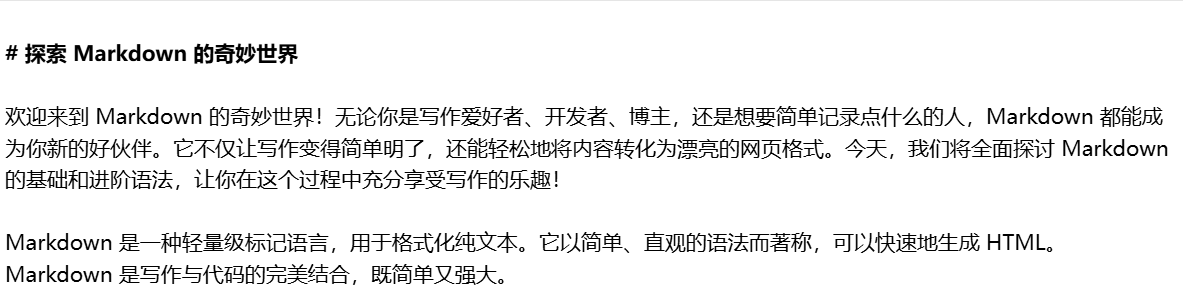 # 探索 Markdown 的奇妙世界
欢迎来到 Markdown 的奇妙世界！无论你是写作爱好者、开发者、博主，还是想要简单记录点什么的人，Markdown 都能成
为你新的好伙伴。它不仅让写作变得简单明了，还能轻松地将内容转化为漂亮的网页格式。今天，我们将全面探讨 Markdown
的基础和进阶语法，让你在这个过程中充分享受写作的乐趣！
Markdown 是一种轻量级标记语言，用于格式化纯文本。它以简单、直观的语法而著称，可以快速地生成 HTML。
Markdown 是写作与代码的完美结合，既简单又强大。